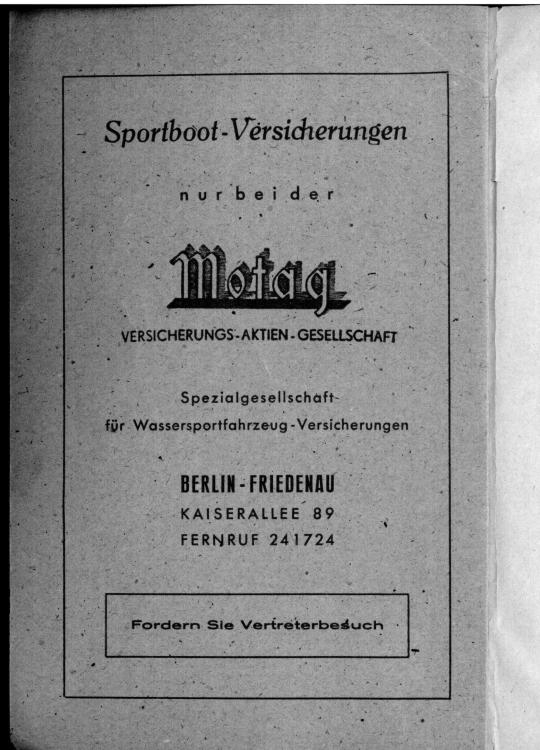 Sportboot-Versicherungen
nur bei der
Motag
VERSICHERUNGS-AKTIEN-GESELLSCHAFT
Spezialgesellschaft
für Wassersportfahrzeug-Versicherungen
BERLIN-FRIEDENAU
KAISERALLEE 89
FERNRUF 241724
Fordern Sie Vertreterbesuch